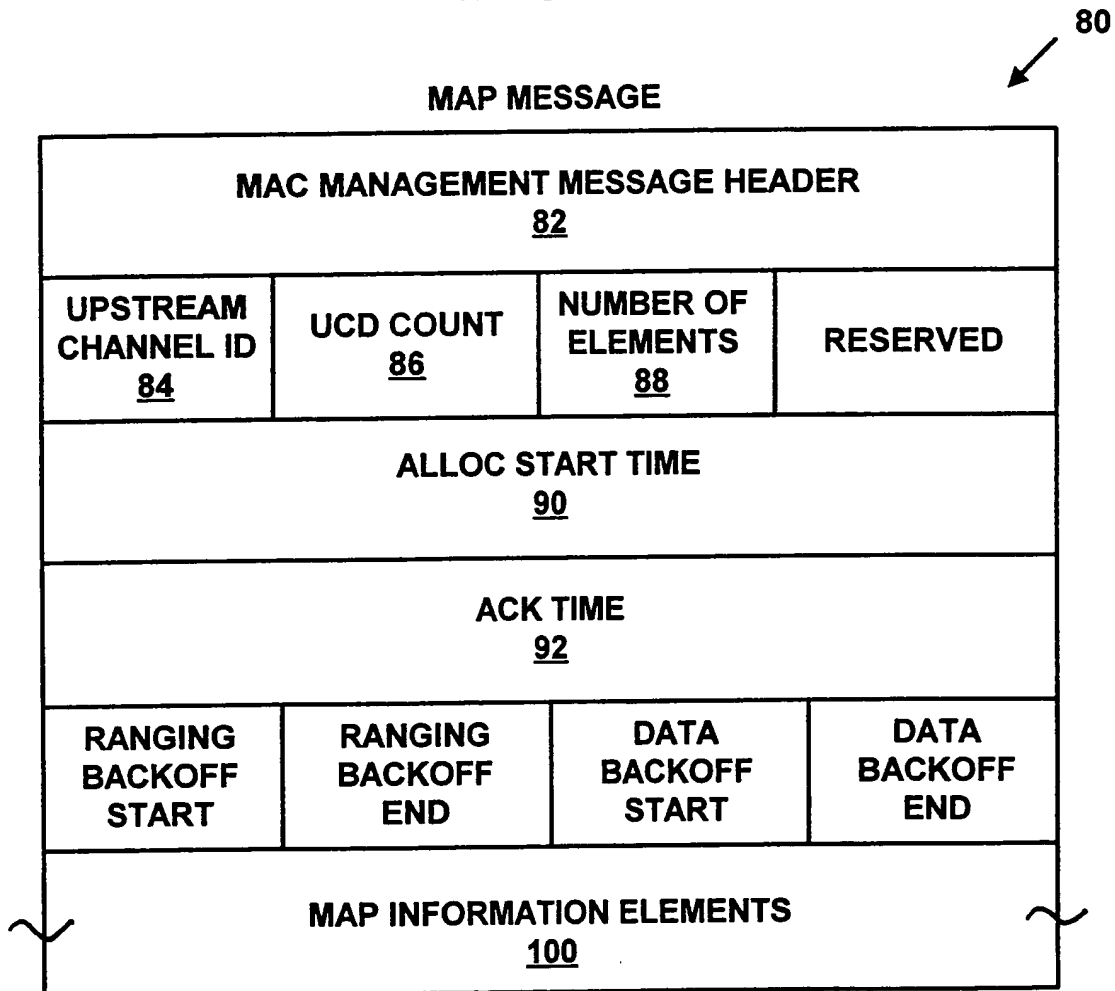 80
MAP MESSAGE
MAC MANAGEMENT MESSAGE HEADER
82
UPSTREAM
CHANNEL ID
84
UCD COUNT
86
NUMBER OF
ELEMENTS
88
RESERVED
ALLOC START TIME
90
ACK TIME
92
RANGING
BACKOFF
START
RANGING
BACKOFF
END
DATA
BACKOFF
START
DATA
BACKOFF
END
MAP INFORMATION ELEMENTS
100